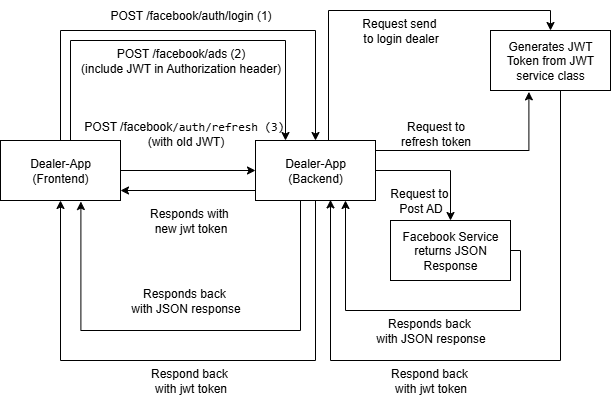 POST /facebook/auth/login (1)
Request send
to login dealer
POST /facebook/ads (2)
(include JWT in Authorization header)
Generates JWT
Token from JWT
service class
POST /facebook/auth/refresh (3)
(with old JWT)
Request to
refresh token
Dealer-App
(Frontend)
Dealer-App
(Backend)
Request to
Post AD
Responds with
new jwt token
Facebook Service
returns JSON
Response
Responds back
with JSON response
Responds back
with JSON response
Respond back
with jwt token
Respond back
with jwt token